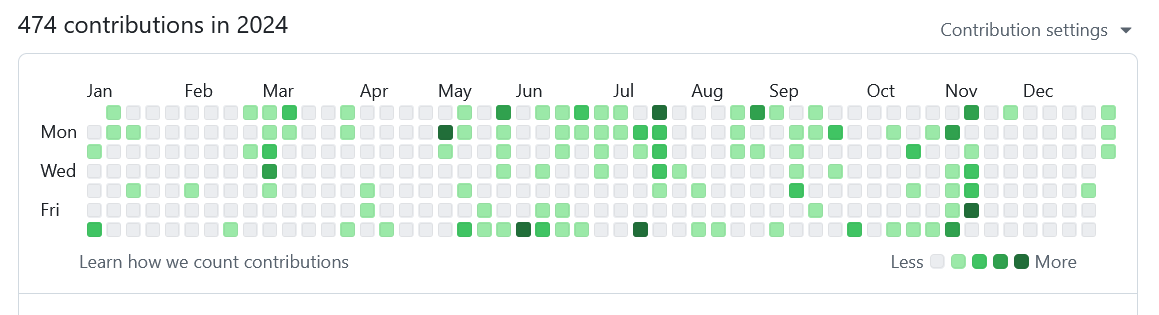 474 contributions in 2024
Contribution settings
Jan Feb Mar Apr May Jun Jul Aug Sep Oct Nov Dec
Mon
Wed
Fri
Learn how we count contributions
Less More